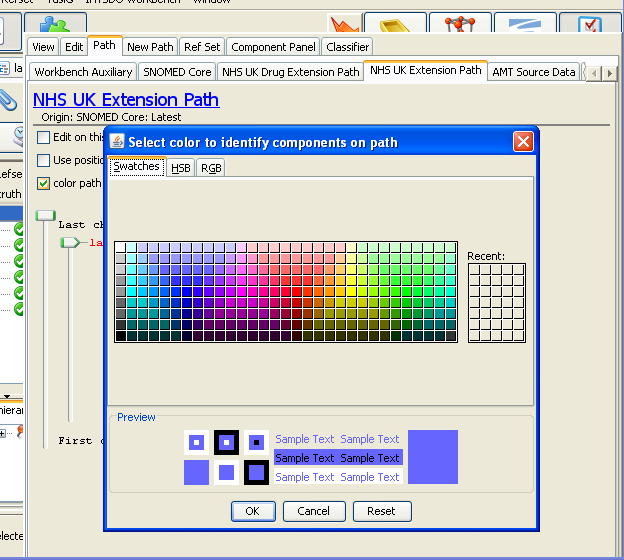 View Edit Path New Path Ref Set Component Panel Classifier
Workbench Auxiliary SNOMED Core NHS UK Drug Extension Path NHS UK Extension Path AMT Source Data
NHS UK Extension Path
Origin: SNOMED Core: Latest
Edit on this
Use positio
color path
Last ch
la
First c
Select color to identify components on path
Swatches HSB RGB
Recent:
Preview
Sample Text Sample Text
Sample Text Sample Text
Sample Text Sample Text
OK Cancel Reset